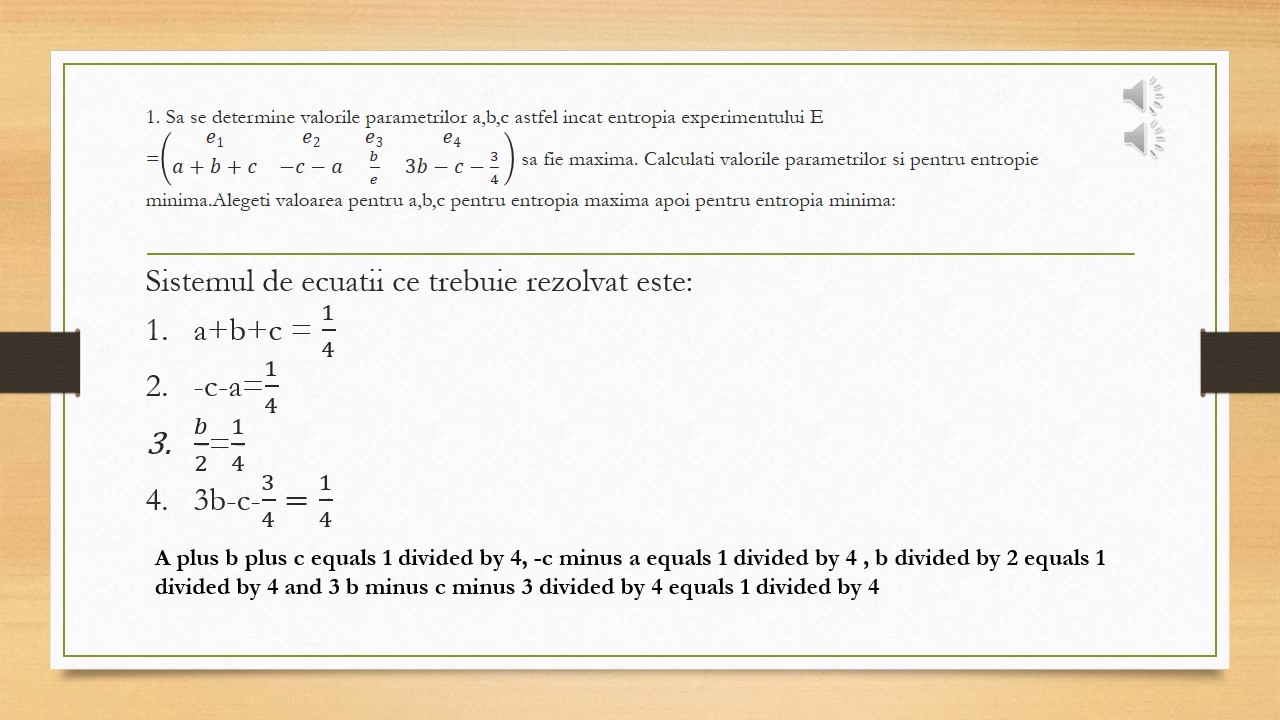 1. Sa se determine valorile parametrilor a,b,c astfel incat entropia experimentului E
=(e₁ e₂ e₃ e₄
a + b + c −c − a b/e 3b − c − 3/4) sa fie maxima. Calculati valorile parametrilor si pentru entropie
minima.Alegeti valoarea pentru a,b,c pentru entropia maxima apoi pentru entropia minima:
Sistemul de ecuatii ce trebuie rezolvat este:
1. a+b+c = 1/4
2. -c-a=1/4
3. b/2=1/4
4. 3b-c-3/4 = 1/4
A plus b plus c equals 1 divided by 4, -c minus a equals 1 divided by 4 , b divided by 2 equals 1
divided by 4 and 3 b minus c minus 3 divided by 4 equals 1 divided by 4